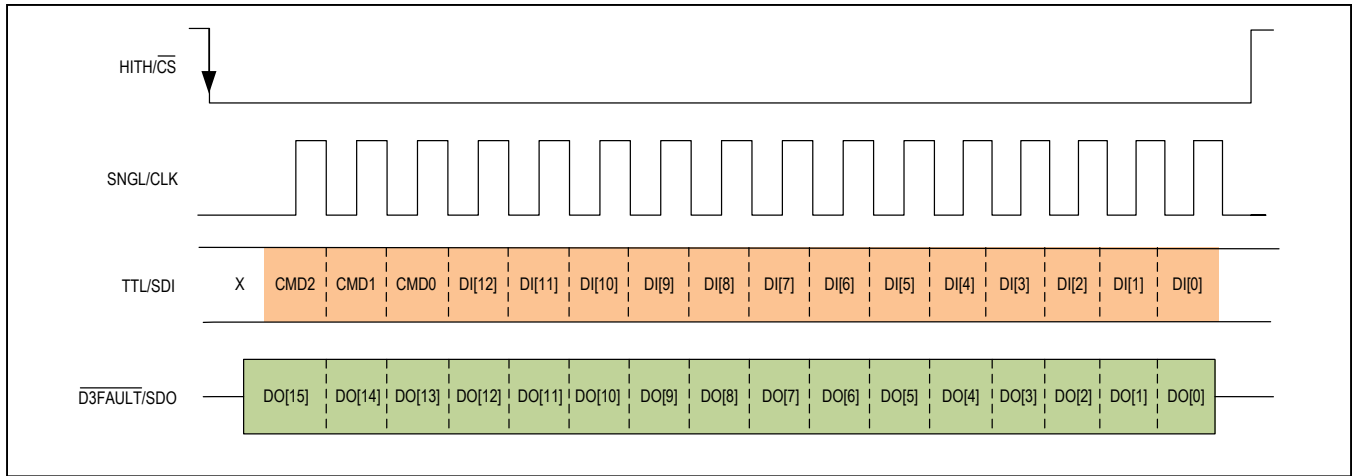 HITH/C̅S̅
SNGL/CLK
TTL/SDI X CMD2 CMD1 CMD0 DI[12] DI[11] DI[10] DI[9] DI[8] DI[7] DI[6] DI[5] DI[4] DI[3] DI[2] DI[1] DI[0]
D̅3̅F̅A̅U̅L̅T̅/SDO DO[15] DO[14] DO[13] DO[12] DO[11] DO[10] DO[9] DO[8] DO[7] DO[6] DO[5] DO[4] DO[3] DO[2] DO[1] DO[0]